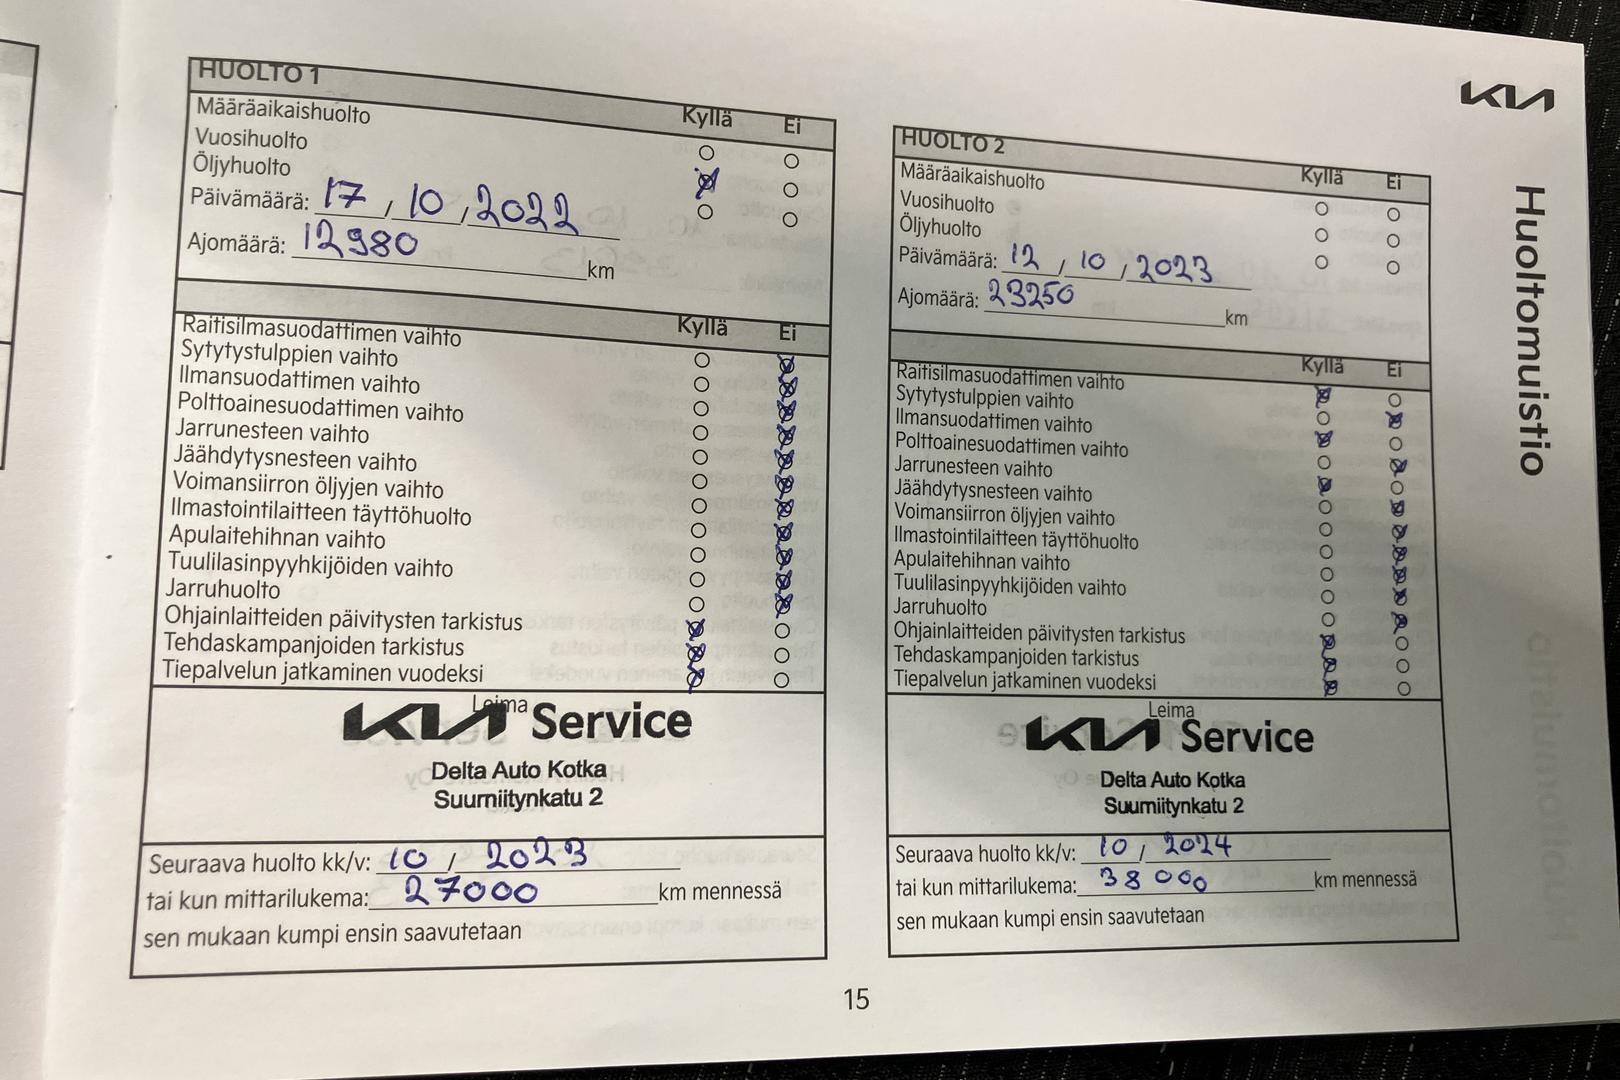 KIA
Huoltomuistio
HUOLTO 1
Kyllä Ei
Määräaikaishuolto
Vuosihuolto
Öljyhuolto
Päivämäärä: 17 / 10 / 2022
Ajomäärä: 12980 km
Kyllä Ei
Raitisilmasuodattimen vaihto
Sytytystulppien vaihto
Ilmansuodattimen vaihto
Polttoainesuodattimen vaihto
Jarrunesteen vaihto
Jäähdytysnesteen vaihto
Voimansiirron öljyjen vaihto
Ilmastointilaitteen täyttöhuolto
Apulaitehihnan vaihto
Tuulilasinpyyhkijöiden vaihto
Jarruhuolto
Ohjainlaitteiden päivitysten tarkistus
Tehdaskampanjoiden tarkistus
Tiepalvelun jatkaminen vuodeksi
Leima
KIA Service
Delta Auto Kotka
Suurniitynkatu 2
Seuraava huolto kk/v: 10 / 2023
tai kun mittarilukema: 27000 km mennessä
sen mukaan kumpi ensin saavutetaan
HUOLTO 2
Kyllä Ei
Määräaikaishuolto
Vuosihuolto
Öljyhuolto
Päivämäärä: 12 / 10 / 2023
Ajomäärä: 23250 km
Kyllä Ei
Raitisilmasuodattimen vaihto
Sytytystulppien vaihto
Ilmansuodattimen vaihto
Polttoainesuodattimen vaihto
Jarrunesteen vaihto
Jäähdytysnesteen vaihto
Voimansiirron öljyjen vaihto
Ilmastointilaitteen täyttöhuolto
Apulaitehihnan vaihto
Tuulilasinpyyhkijöiden vaihto
Jarruhuolto
Ohjainlaitteiden päivitysten tarkistus
Tehdaskampanjoiden tarkistus
Tiepalvelun jatkaminen vuodeksi
Leima
KIA Service
Delta Auto Kotka
Suurniitynkatu 2
Seuraava huolto kk/v: 10 / 2024
tai kun mittarilukema: 38000 km mennessä
sen mukaan kumpi ensin saavutetaan
15